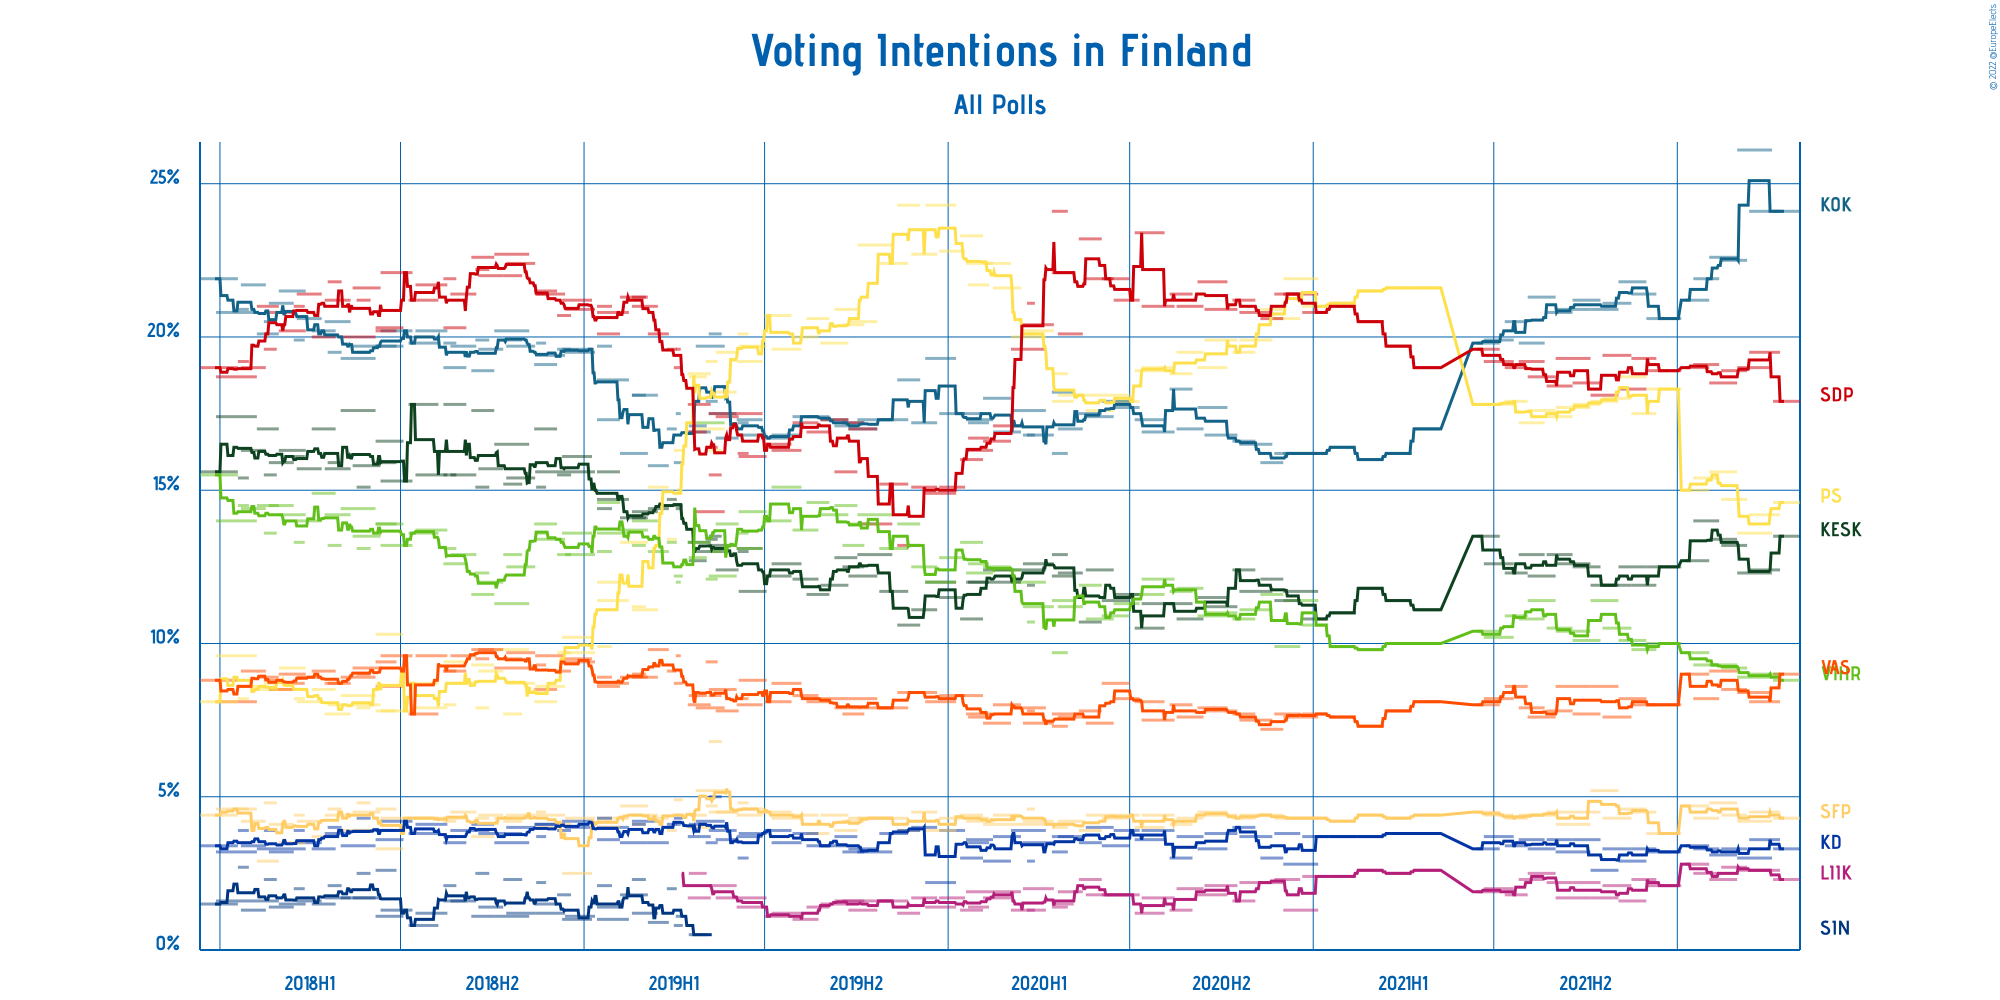 Voting Intentions in Finland
All Polls
© 2022 @EuropeElects
25%
20%
15%
10%
5%
0%
KOK
SDP
PS
KESK
VAS
VIHR
SFP
KD
LIIK
SIN
2018H1
2018H2
2019H1
2019H2
2020H1
2020H2
2021H1
2021H2